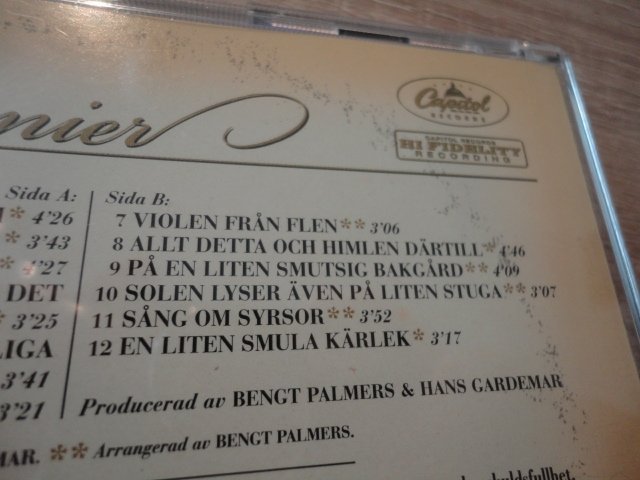 nier
Capitol
RECORDS
CAPITOL RECORDS
HI FIDELITY
RECORDING
Sida A:
* 4'26
* 3'43
* 4'27
DET
* 3'25
LIGA
3'41
3'21
Sida B:
7 VIOLEN FRÅN FLEN** 3'06
8 ALLT DETTA OCH HIMLEN DÄRTILL* 4'46
9 PÅ EN LITEN SMUTSIG BAKGÅRD** 4'09
10 SOLEN LYSER ÄVEN PÅ LITEN STUGA** 3'07
11 SÅNG OM SYRSOR** 3'52
12 EN LITEN SMULA KÄRLEK* 3'17
Producerad av BENGT PALMERS & HANS GARDEMAR
MAR. ** Arrangerad av BENGT PALMERS.